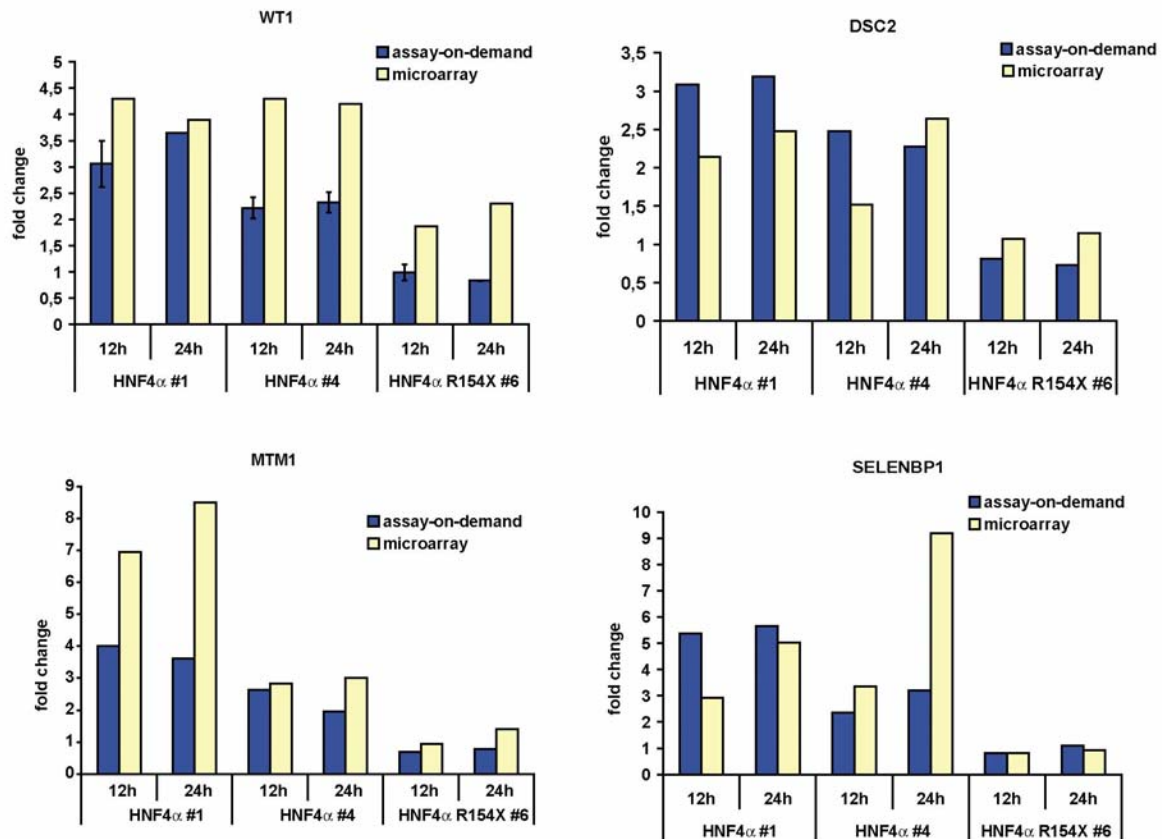 WT1
assay-on-demand
microarray
fold change
5
4,5
4
3,5
3
2,5
2
1,5
1
0,5
0
12h 24h 12h 24h 12h 24h
HNF4α #1 HNF4α #4 HNF4α R154X #6
DSC2
assay-on-demand
microarray
fold change
3,5
3
2,5
2
1,5
1
0,5
0
12h 24h 12h 24h 12h 24h
HNF4α #1 HNF4α #4 HNF4α R154X #6
MTM1
assay-on-demand
microarray
fold change
9
8
7
6
5
4
3
2
1
0
12h 24h 12h 24h 12h 24h
HNF4α #1 HNF4α #4 HNF4α R154X #6
SELENBP1
assay-on-demand
microarray
fold change
10
9
8
7
6
5
4
3
2
1
0
12h 24h 12h 24h 12h 24h
HNF4α #1 HNF4α #4 HNF4α R154X #6